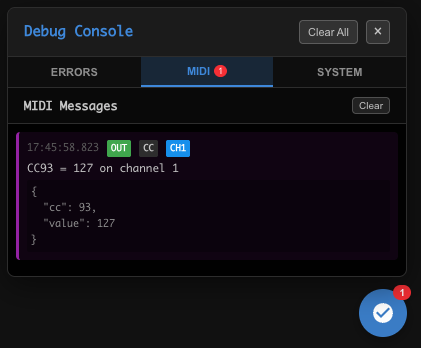 Debug Console
Clear All
×
ERRORS
MIDI 1
SYSTEM
MIDI Messages
Clear
17:45:58.823 OUT CC CH1
CC93 = 127 on channel 1
{
"cc": 93,
"value": 127
}
1